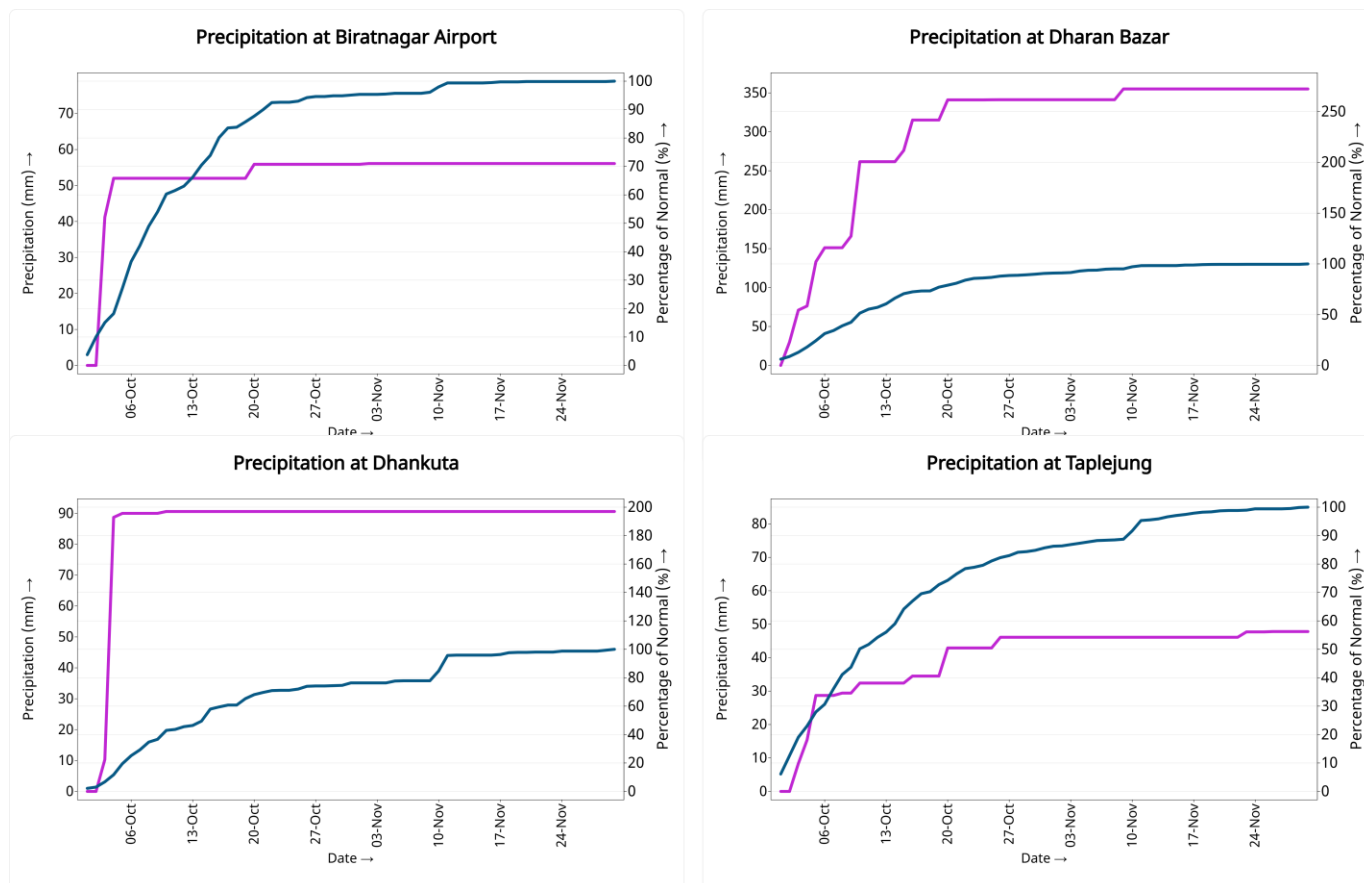 Precipitation at Biratnagar Airport
Precipitation (mm) →
70
60
50
40
30
20
10
0
100
90
80
70
60
50
40
30
20
10
0
Percentage of Normal (%) →
06-Oct
13-Oct
20-Oct
27-Oct
03-Nov
10-Nov
17-Nov
24-Nov
Date →
Precipitation at Dharan Bazar
Precipitation (mm) →
350
300
250
200
150
100
50
0
250
200
150
100
50
0
Percentage of Normal (%) →
06-Oct
13-Oct
20-Oct
27-Oct
03-Nov
10-Nov
17-Nov
24-Nov
Date →
Precipitation at Dhankuta
Precipitation (mm) →
90
80
70
60
50
40
30
20
10
0
200
180
160
140
120
100
80
60
40
20
0
Percentage of Normal (%) →
06-Oct
13-Oct
20-Oct
27-Oct
03-Nov
10-Nov
17-Nov
24-Nov
Date →
Precipitation at Taplejung
Precipitation (mm) →
80
70
60
50
40
30
20
10
0
100
90
80
70
60
50
40
30
20
10
0
Percentage of Normal (%) →
06-Oct
13-Oct
20-Oct
27-Oct
03-Nov
10-Nov
17-Nov
24-Nov
Date →